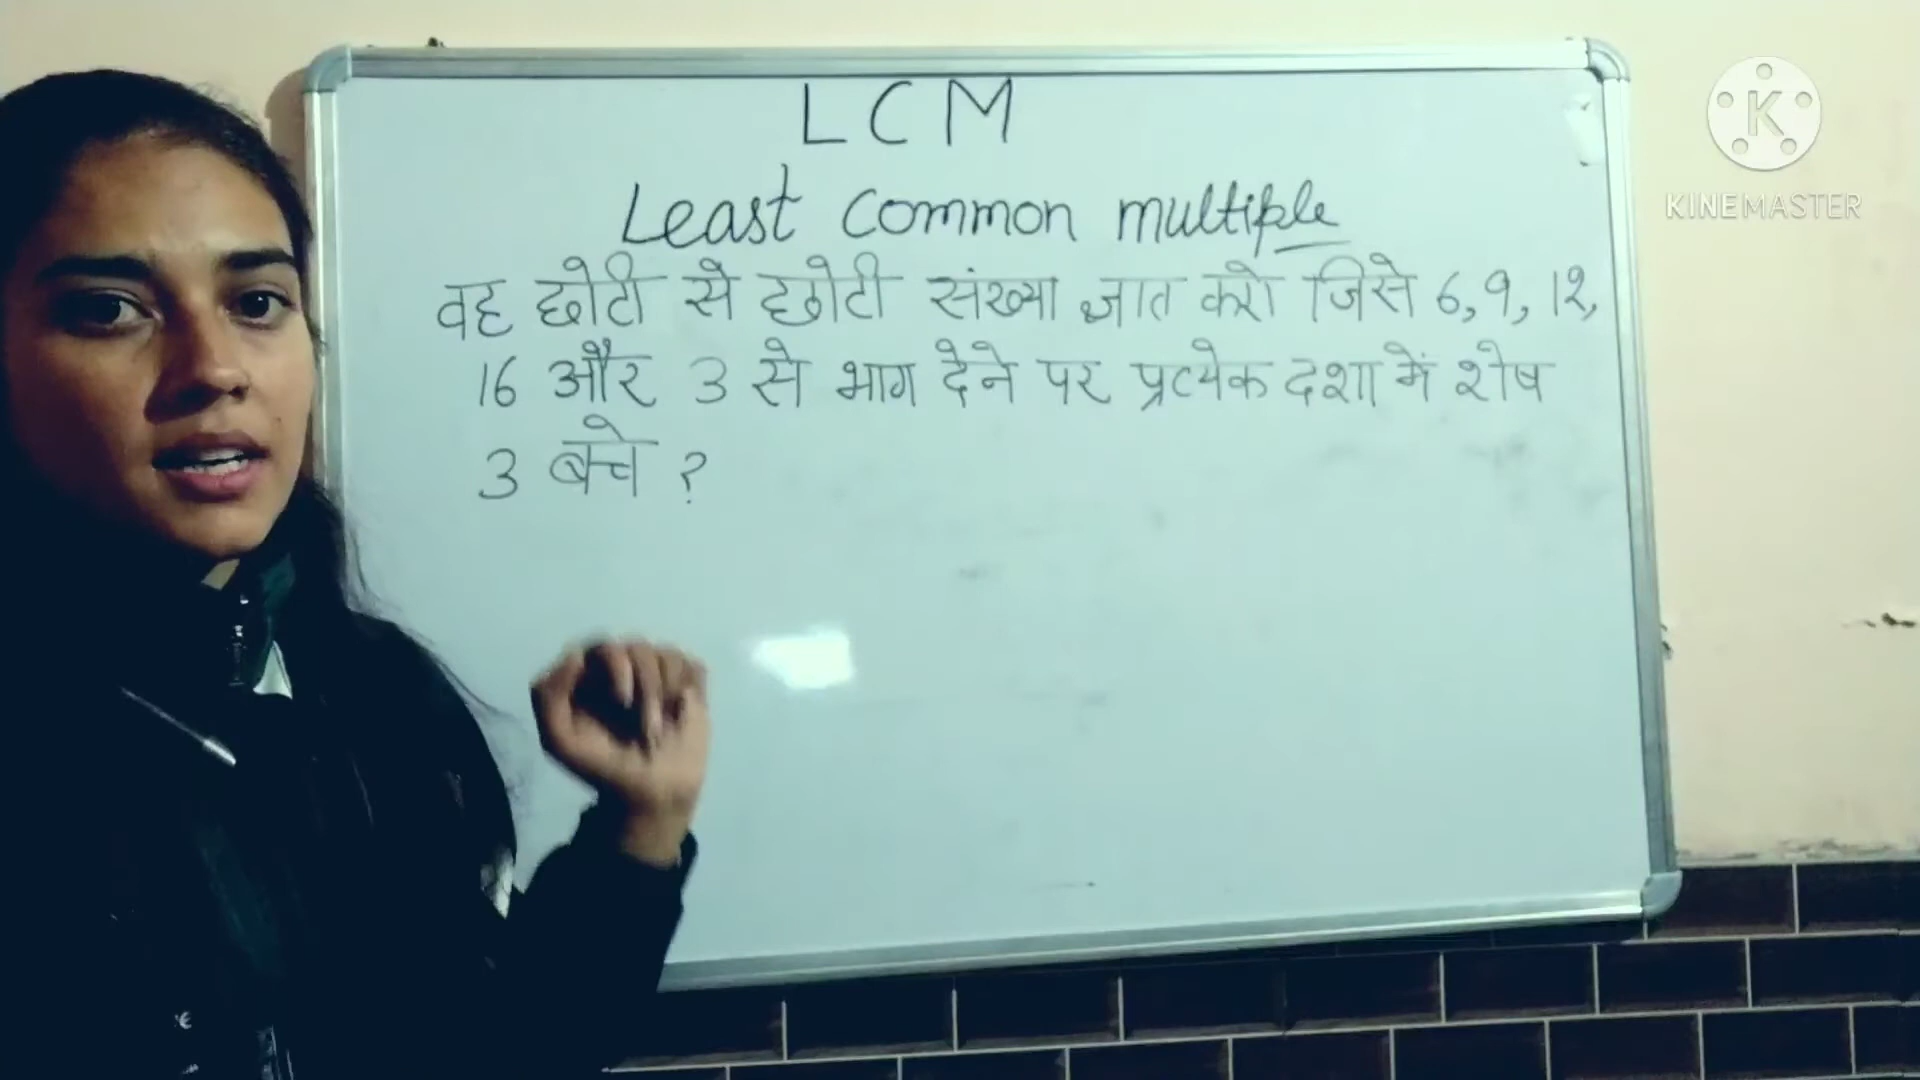 LCM
Least common multiple
वह छोटी से छोटी संख्या ज्ञात करो जिसे 6, 9, 12,
16 और 3 से भाग देने पर प्रत्येक दशा में शेष
3 बचे ?
K
KINEMASTER